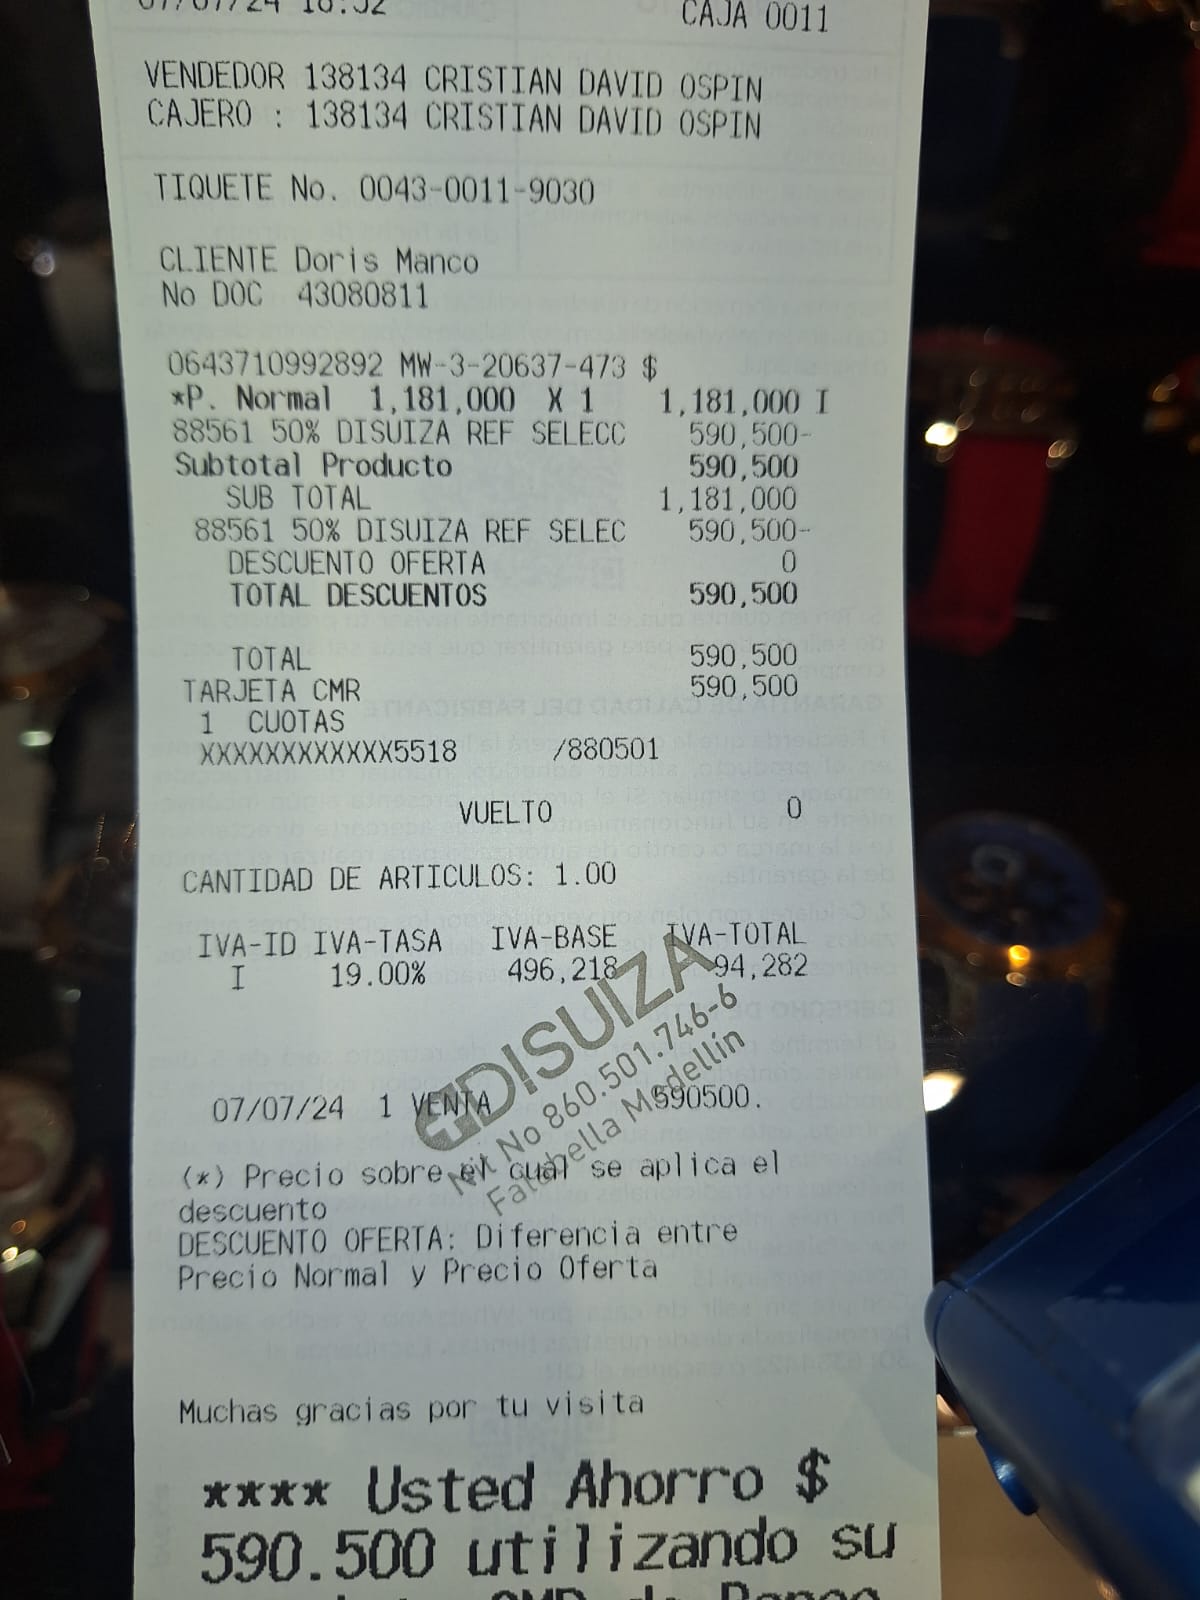 07/07/24 18:52 CAJA 0011
VENDEDOR 138134 CRISTIAN DAVID OSPIN
CAJERO : 138134 CRISTIAN DAVID OSPIN
TIQUETE No. 0043-0011-9030
CLIENTE Doris Manco
No DOC 43080811
0643710992892 MW-3-20637-473 $
*P. Normal 1,181,000 X 1 1,181,000 I
88561 50% DISUIZA REF SELECC 590,500-
Subtotal Producto 590,500
SUB TOTAL 1,181,000
88561 50% DISUIZA REF SELEC 590,500-
DESCUENTO OFERTA 0
TOTAL DESCUENTOS 590,500
TOTAL 590,500
TARJETA CMR 590,500
1 CUOTAS
XXXXXXXXXXXX5518 /880501
VUELTO 0
CANTIDAD DE ARTICULOS: 1.00
IVA-ID IVA-TASA IVA-BASE IVA-TOTAL
I 19.00% 496,218 94,282
DISUIZA
Nit No 860.501.746-6
Falabella Medellín
07/07/24 1 VENTA 590500.
(*) Precio sobre el cual se aplica el
descuento
DESCUENTO OFERTA: Diferencia entre
Precio Normal y Precio Oferta
Muchas gracias por tu visita
**** Usted Ahorro $
590.500 utilizando su